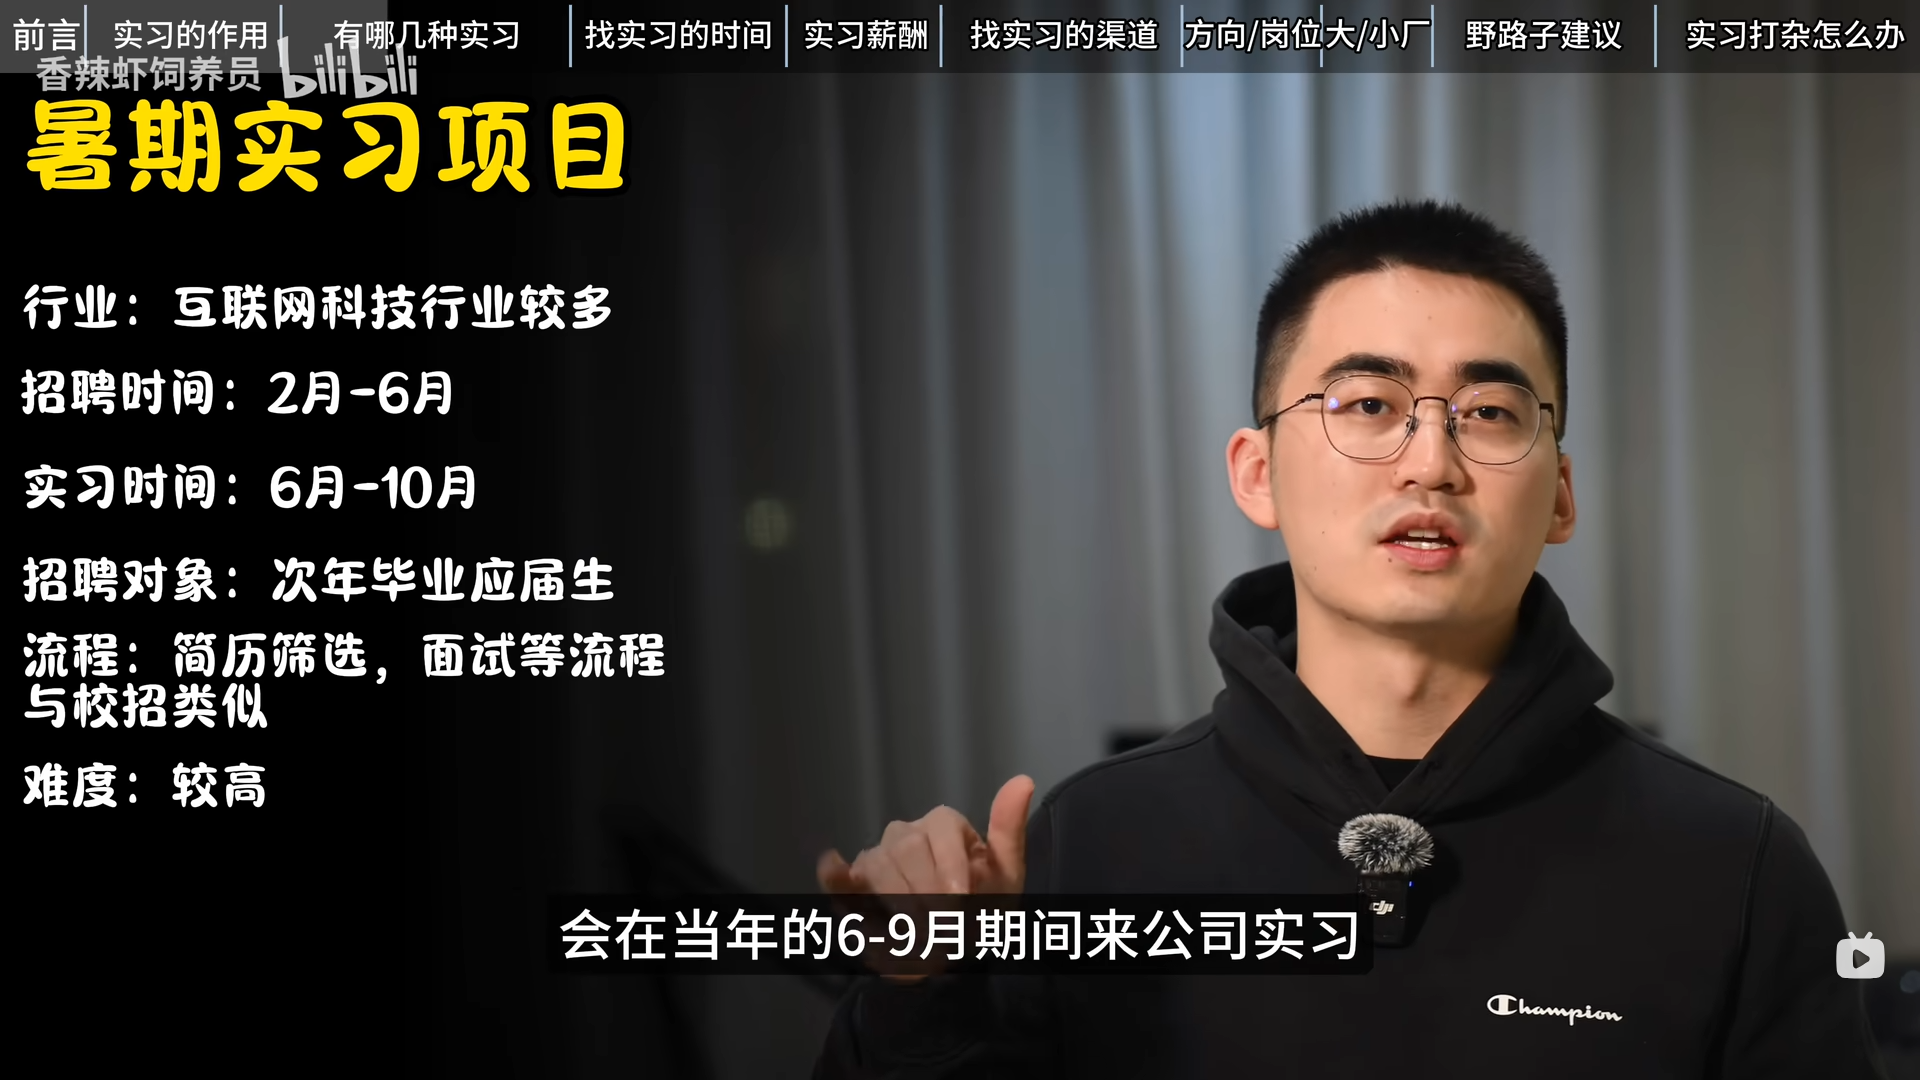 前言
实习的作用
有哪几种实习
找实习的时间
实习薪酬
找实习的渠道
方向/岗位
大/小厂
野路子建议
实习打杂怎么办
香辣虾饲养员 bilibili
暑期实习项目
行业：互联网科技行业较多
招聘时间：2月-6月
实习时间：6月-10月
招聘对象：次年毕业应届生
流程：简历筛选，面试等流程
与校招类似
难度：较高
会在当年的6-9月期间来公司实习
dji
Champion